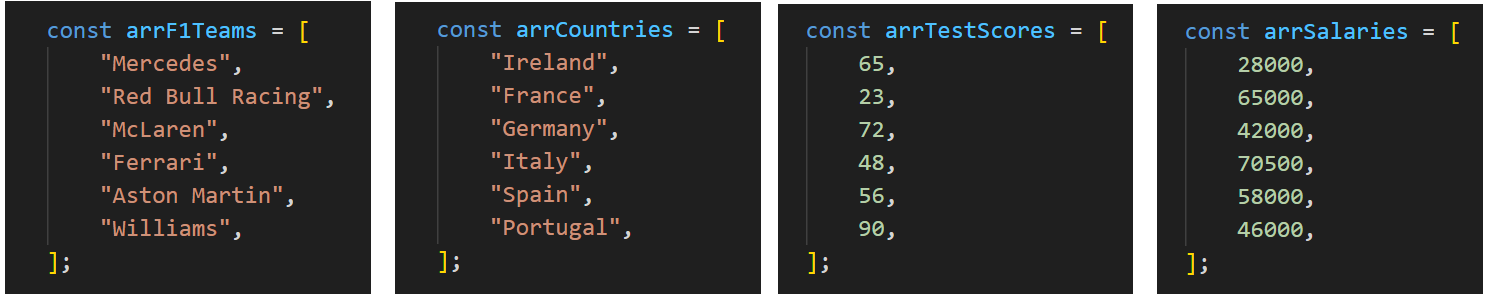 const arrF1Teams = [
"Mercedes",
"Red Bull Racing",
"McLaren",
"Ferrari",
"Aston Martin",
"Williams",
];
const arrCountries = [
"Ireland",
"France",
"Germany",
"Italy",
"Spain",
"Portugal",
];
const arrTestScores = [
65,
23,
72,
48,
56,
90,
];
const arrSalaries = [
28000,
65000,
42000,
70500,
58000,
46000,
];